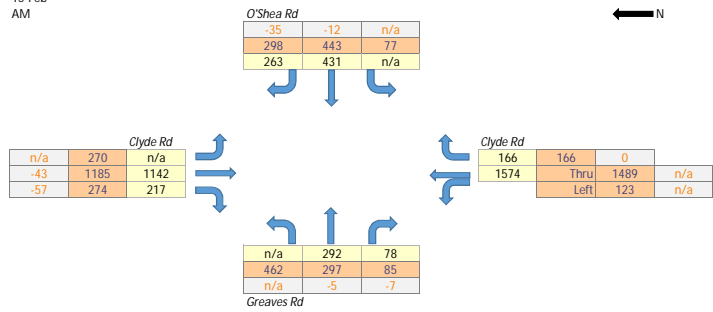 AM
N
O'Shea Rd
-35 -12 n/a
298 443 77
263 431 n/a
Clyde Rd
n/a 270 n/a
-43 1185 1142
-57 274 217
Clyde Rd
166 166 0
1574 Thru 1489 n/a
Left 123 n/a
n/a 292 78
462 297 85
n/a -5 -7
Greaves Rd